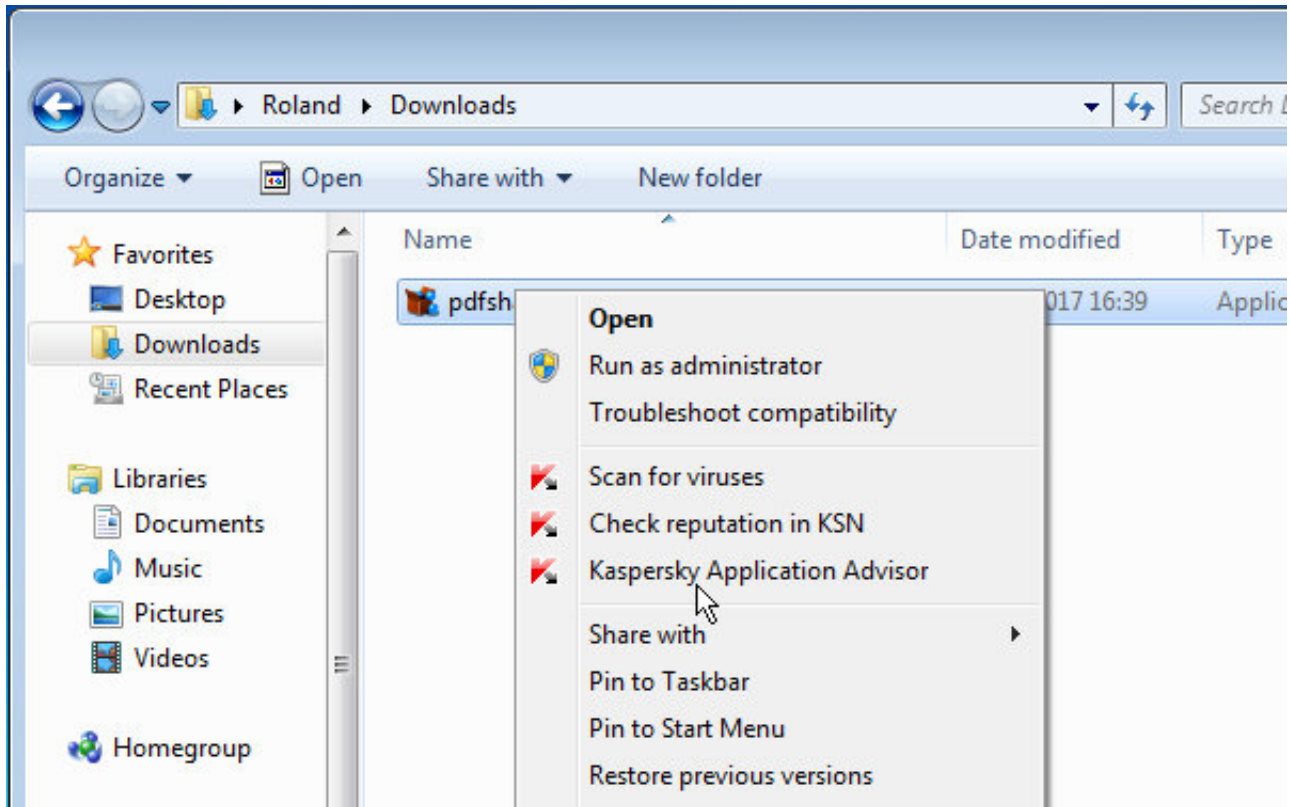 Roland Downloads
Search
Organize Open Share with New folder
Favorites
Desktop
Downloads
Recent Places
Libraries
Documents
Music
Pictures
Videos
Homegroup
Name Date modified Type
pdfsh 017 16:39 Applic
Open
Run as administrator
Troubleshoot compatibility
Scan for viruses
Check reputation in KSN
Kaspersky Application Advisor
Share with
Pin to Taskbar
Pin to Start Menu
Restore previous versions